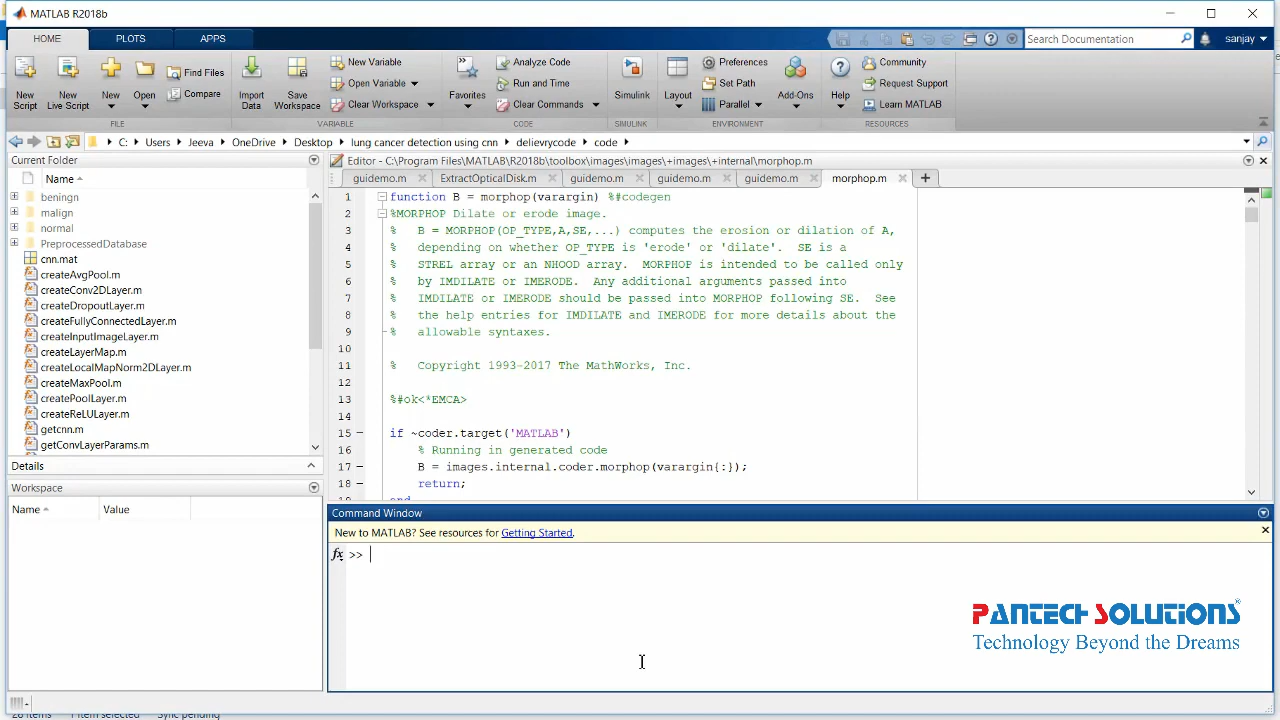 MATLAB R2018b
HOME PLOTS APPS
Search Documentation
sanjay
New Script
New Live Script
New
Open
Find Files
Compare
Import Data
Save Workspace
New Variable
Open Variable
Clear Workspace
Favorites
Analyze Code
Run and Time
Clear Commands
Simulink
Layout
Preferences
Set Path
Parallel
Add-Ons
Help
Community
Request Support
Learn MATLAB
FILE VARIABLE CODE SIMULINK ENVIRONMENT RESOURCES
C: Users Jeeva OneDrive Desktop lung cancer detection using cnn delievrycode code
Current Folder
Name
beningn
malign
normal
PreprocessedDatabase
cnn.mat
createAvgPool.m
createConv2DLayer.m
createDropoutLayer.m
createFullyConnectedLayer.m
createInputImageLayer.m
createLayerMap.m
createLocalMapNorm2DLayer.m
createMaxPool.m
createPoolLayer.m
createReLULayer.m
getcnn.m
getConvLayerParams.m
Details
Workspace
Name Value
Editor - C:\Program Files\MATLAB\R2018b\toolbox\images\images\+images\+internal\morphop.m
guidemo.m ExtractOpticalDisk.m guidemo.m guidemo.m guidemo.m morphop.m
1 function B = morphop(varargin) %#codegen
2 %MORPHOP Dilate or erode image.
3 % B = MORPHOP(OP_TYPE,A,SE,...) computes the erosion or dilation of A,
4 % depending on whether OP_TYPE is 'erode' or 'dilate'. SE is a
5 % STREL array or an NHOOD array. MORPHOP is intended to be called only
6 % by IMDILATE or IMERODE. Any additional arguments passed into
7 % IMDILATE or IMERODE should be passed into MORPHOP following SE. See
8 % the help entries for IMDILATE and IMERODE for more details about the
9 % allowable syntaxes.
10
11 % Copyright 1993-2017 The MathWorks, Inc.
12
13 %#ok<*EMCA>
14
15 if ~coder.target('MATLAB')
16 % Running in generated code
17 B = images.internal.coder.morphop(varargin{:});
18 return;
19 end
Command Window
New to MATLAB? See resources for Getting Started.
fx >>
PANTECH SOLUTIONS
Technology Beyond the Dreams
28 items 1 item selected Sync pending